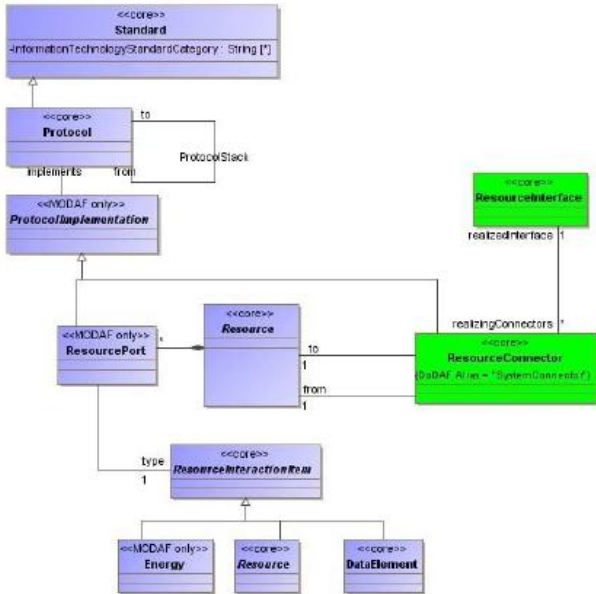 <<core>>
Standard
-InformationTechnologyStandardCategory : String [*]
<<core>>
Protocol
to
from
ProtocolStack
implements
<<MODAF only>>
ProtocolImplementation
<<core>>
ResourceInterface
realizedInterface 1
realizingConnectors *
<<MODAF only>>
ResourcePort
*
<<core>>
Resource
to
1
from
1
<<core>>
ResourceConnector
{DoDAF Alias = "SystemConnector"}
type
1
<<core>>
ResourceInteractionItem
<<MODAF only>>
Energy
<<core>>
Resource
<<core>>
DataElement